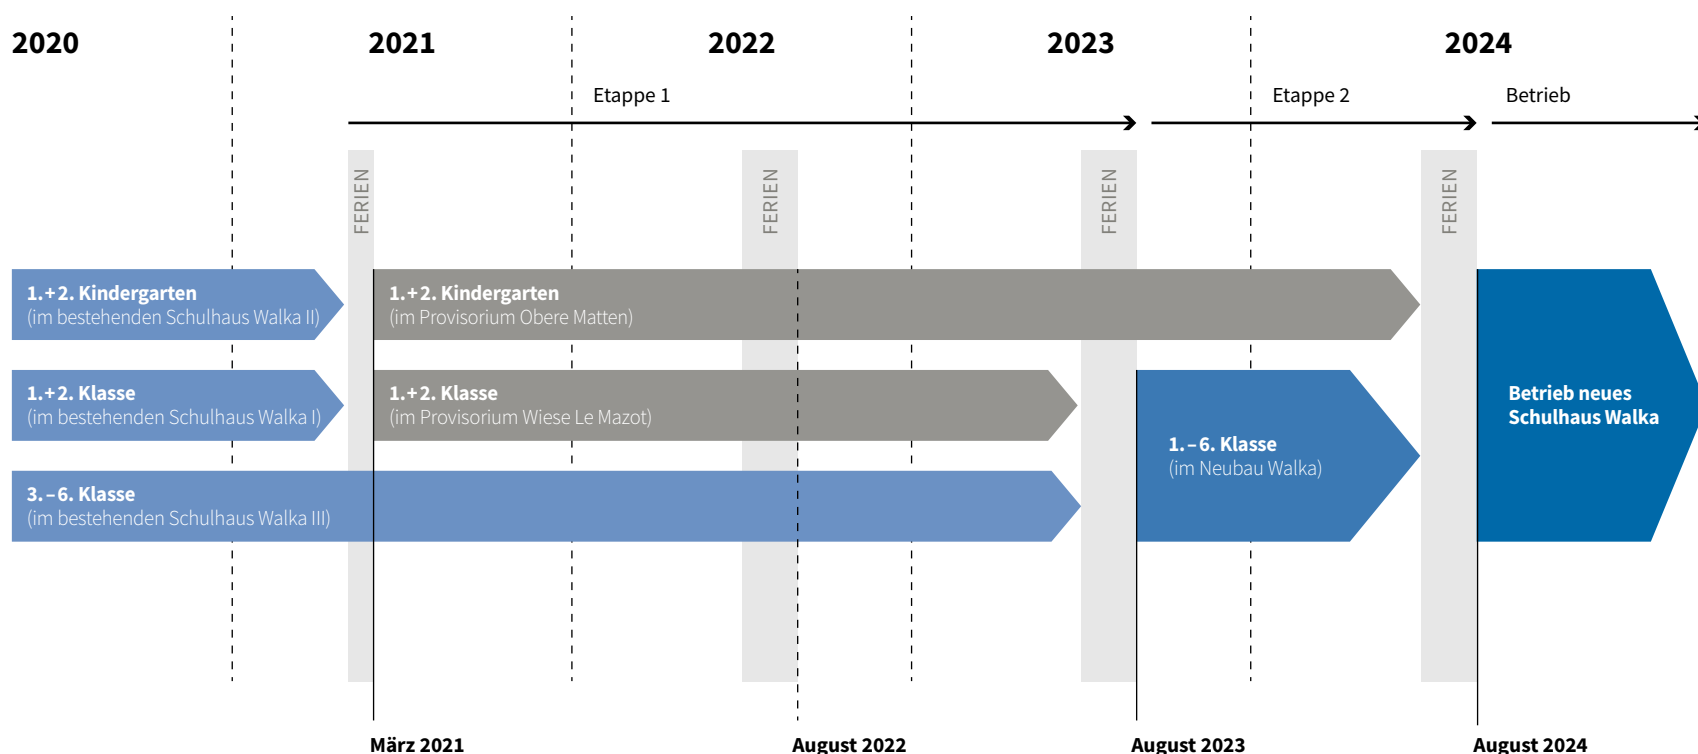 2020
2021
2022
2023
2024
Etappe 1
Etappe 2
Betrieb
FERIEN
FERIEN
FERIEN
FERIEN
1.+2. Kindergarten
(im bestehenden Schulhaus Walka II)
1.+2. Kindergarten
(im Provisorium Obere Matten)
1.+2. Klasse
(im bestehenden Schulhaus Walka I)
1.+2. Klasse
(im Provisorium Wiese Le Mazot)
Betrieb neues
Schulhaus Walka
1.–6. Klasse
(im Neubau Walka)
3.–6. Klasse
(im bestehenden Schulhaus Walka III)
März 2021
August 2022
August 2023
August 2024